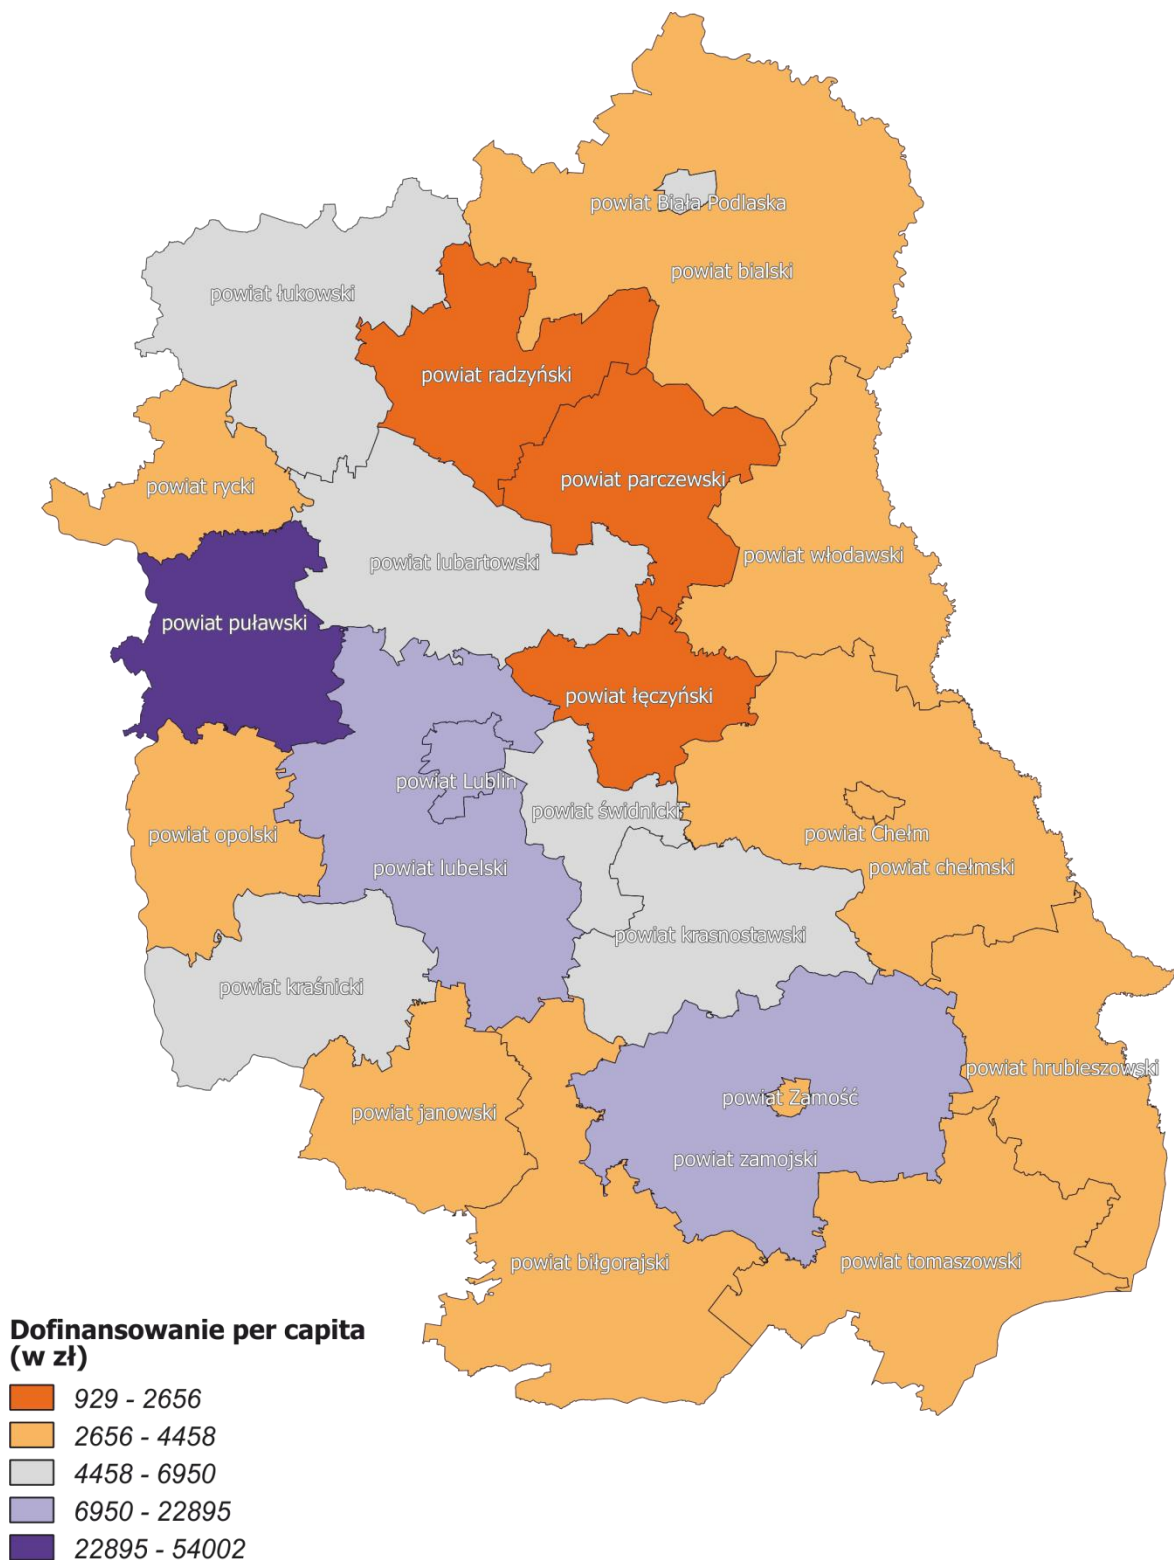 powiat Biała Podlaska
powiat bialski
powiat łukowski
powiat radzyński
powiat parczewski
powiat rycki
powiat włodawski
powiat lubartowski
powiat puławski
powiat łęczyński
powiat Lublin
powiat świdnicki
powiat opolski
powiat Chełm
powiat lubelski
powiat chełmski
powiat krasnostawski
powiat kraśnicki
powiat hrubieszowski
powiat Zamość
powiat janowski
powiat zamojski
powiat biłgorajski
powiat tomaszowski
Dofinansowanie per capita
(w zł)
929 - 2656
2656 - 4458
4458 - 6950
6950 - 22895
22895 - 54002